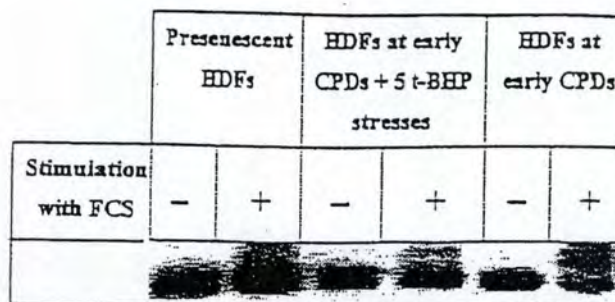 Presenescent HDFs at early HDFs at
HDFs CPDs + 5 t-BHP early CPDs
stresses
Stimulation
with FCS − + − + − +